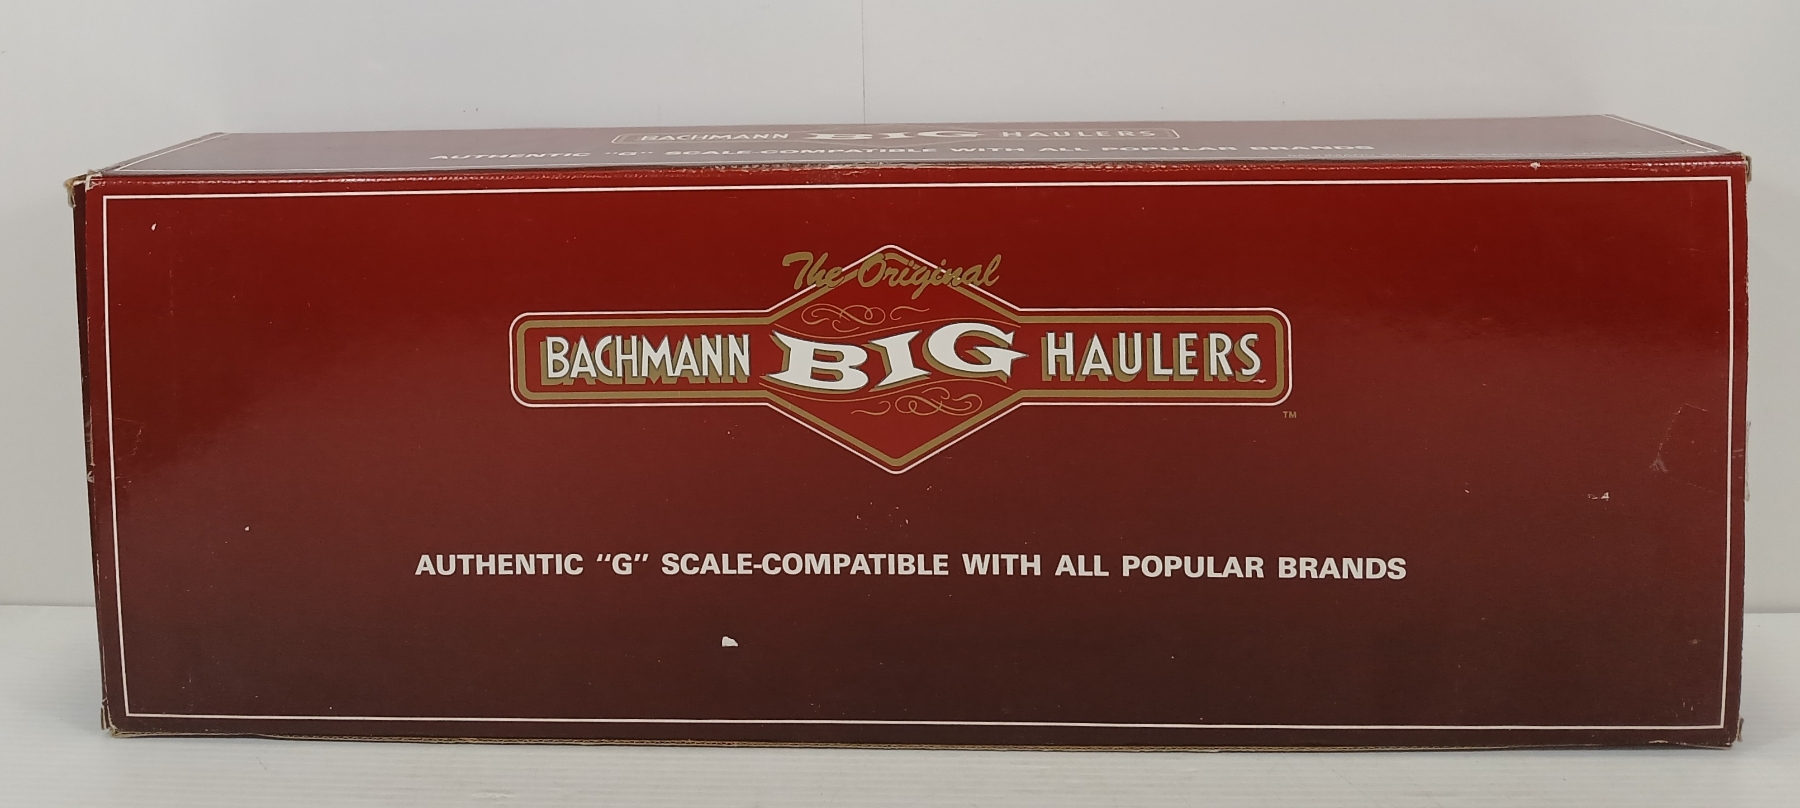 BACHMANN BIG HAULERS
AUTHENTIC "G" SCALE-COMPATIBLE WITH ALL POPULAR BRANDS
The Original
BACHMANN BIG HAULERS
TM
AUTHENTIC "G" SCALE-COMPATIBLE WITH ALL POPULAR BRANDS